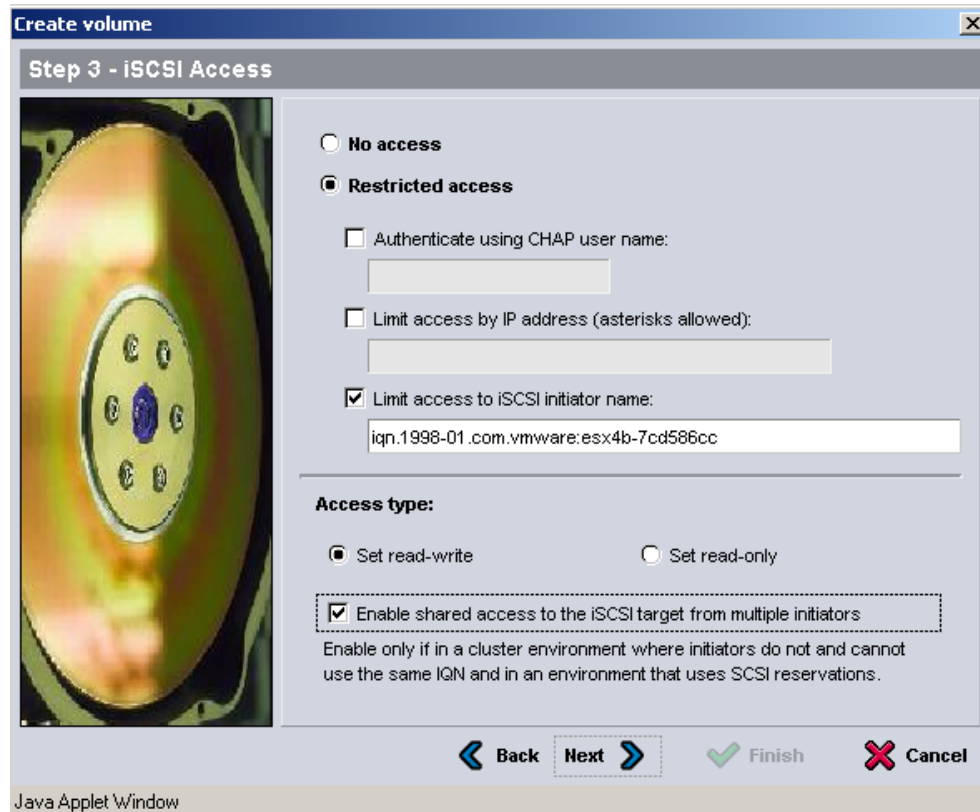 Create volume
Step 3 - iSCSI Access
No access
Restricted access
Authenticate using CHAP user name:
Limit access by IP address (asterisks allowed):
Limit access to iSCSI initiator name:
iqn.1998-01.com.vmware:esx4b-7cd586cc
Access type:
Set read-write
Set read-only
Enable shared access to the iSCSI target from multiple initiators
Enable only if in a cluster environment where initiators do not and cannot
use the same IQN and in an environment that uses SCSI reservations.
Back
Next
Finish
Cancel
Java Applet Window